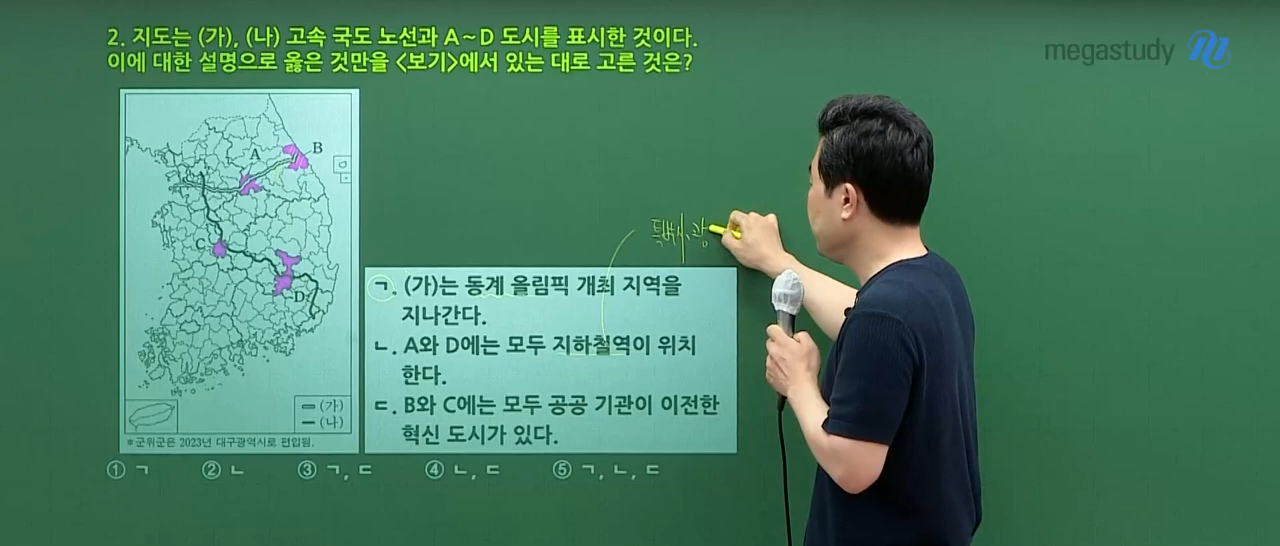 2. 지도는 (가), (나) 고속 국도 노선과 A~D 도시를 표시한 것이다.
이에 대한 설명으로 옳은 것만을 <보기>에서 있는 대로 고른 것은?
megastudy
A
B
C
D
(가)
(나)
※군위군은 2023년 대구광역시로 편입됨.
특별시, 광
ㄱ. (가)는 동계 올림픽 개최 지역을
지나간다.
ㄴ. A와 D에는 모두 지하철역이 위치
한다.
ㄷ. B와 C에는 모두 공공 기관이 이전한
혁신 도시가 있다.
① ㄱ ② ㄴ ③ ㄱ, ㄷ ④ ㄴ, ㄷ ⑤ ㄱ, ㄴ, ㄷ